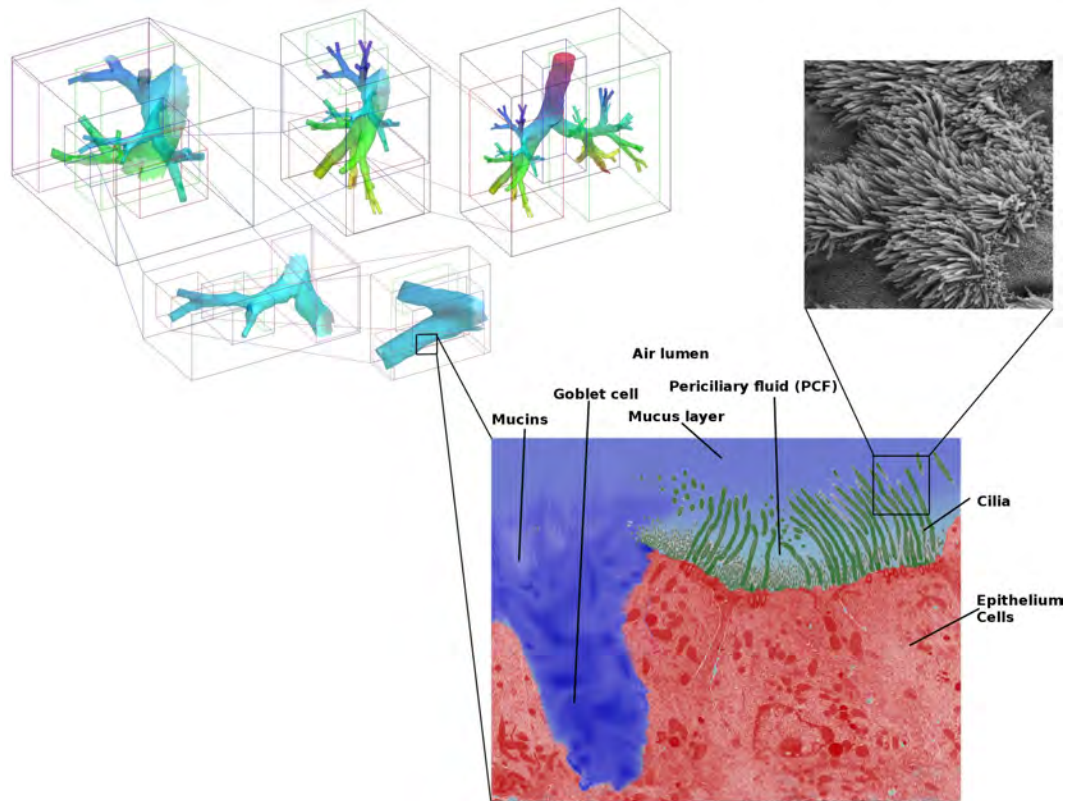 Air lumen
Periciliary fluid (PCF)
Goblet cell
Mucus layer
Mucins
Cilia
Epithelium
Cells